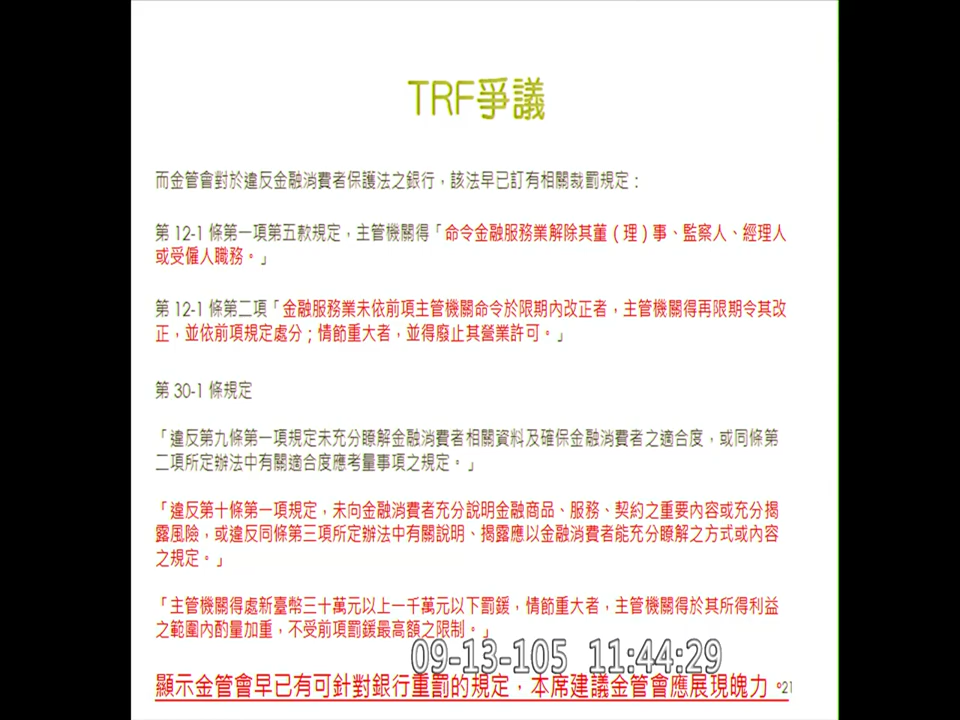 TRF爭議
而金管會對於違反金融消費者保護法之銀行，該法早已訂有相關裁罰規定：
第 12-1 條第一項第五款規定，主管機關得「命令金融服務業解除其董（理）事、監察人、經理人
或受僱人職務。」
第 12-1 條第二項「金融服務業未依前項主管機關命令於限期內改正者，主管機關得再限期令其改
正，並依前項規定處分；情節重大者，並得廢止其營業許可。」
第 30-1 條規定
「違反第九條第一項規定未充分瞭解金融消費者相關資料及確保金融消費者之適合度，或同條第
二項所定辦法中有關適合度應考量事項之規定。」
「違反第十條第一項規定，未向金融消費者充分說明金融商品、服務、契約之重要內容或充分揭
露風險，或違反同條第三項所定辦法中有關說明、揭露應以金融消費者能充分瞭解之方式或內容
之規定。」
「主管機關得處新臺幣三十萬元以上一千萬元以下罰鍰，情節重大者，主管機關得於其所得利益
之範圍內酌量加重，不受前項罰鍰最高額之限制。」
09-13-105 11:44:29
顯示金管會早已有可針對銀行重罰的規定，本席建議金管會應展現魄力。
21